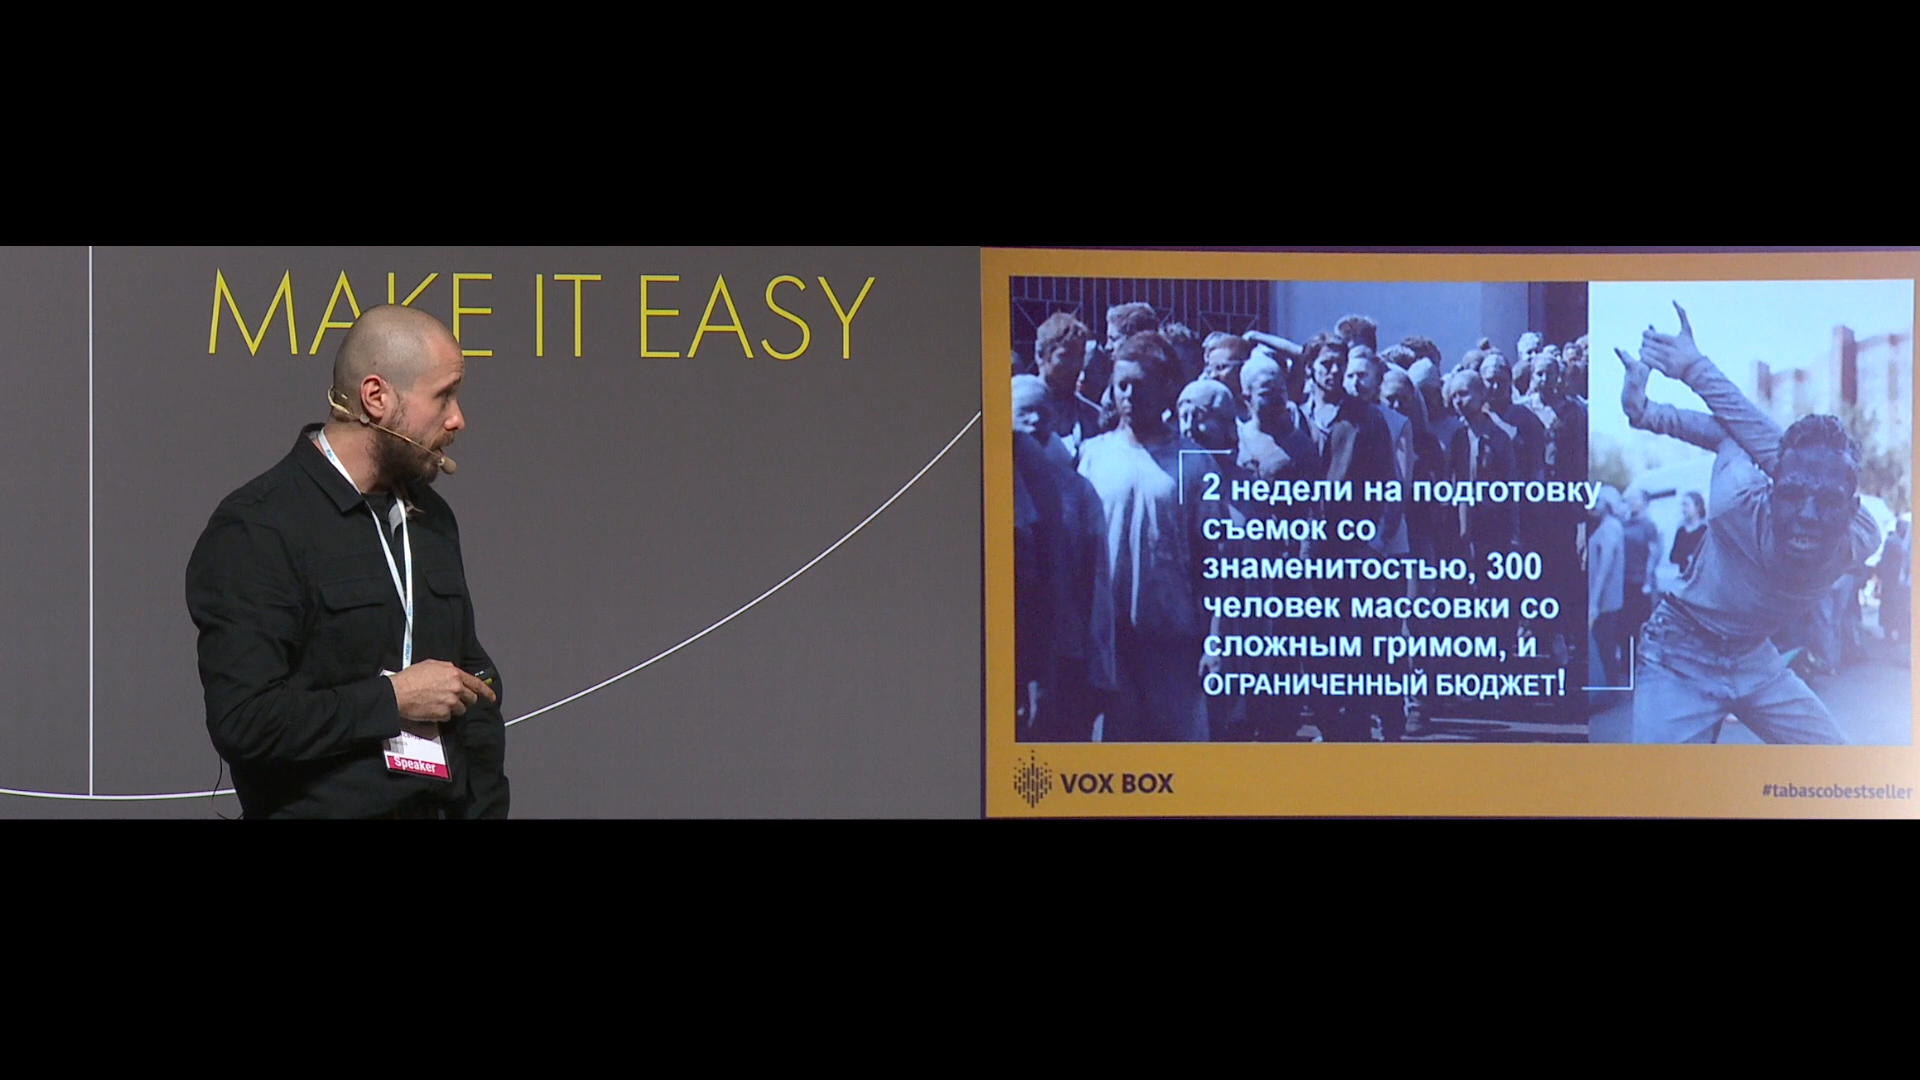 MAKE IT EASY
Speaker
2 недели на подготовку
съемок со
знаменитостью, 300
человек массовки со
сложным гримом, и
ОГРАНИЧЕННЫЙ БЮДЖЕТ!
VOX BOX
#tabascobestseller